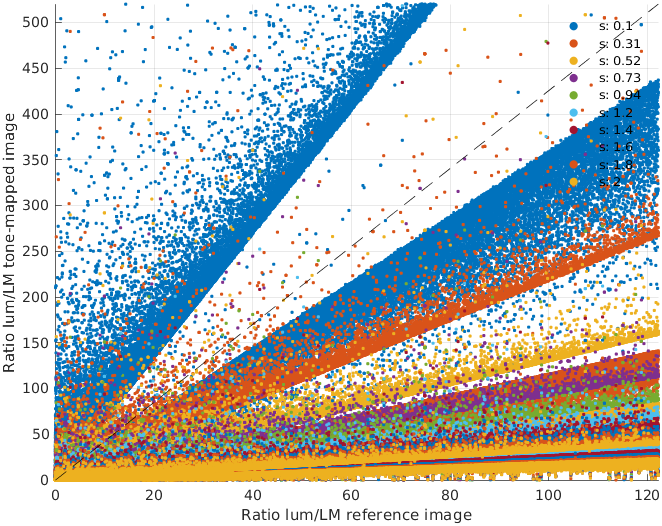 500
450
400
350
300
250
200
150
100
50
0
0
20
40
60
80
100
120
Ratio lum/LM tone-mapped image
Ratio lum/LM reference image
s: 0.1
s: 0.31
s: 0.52
s: 0.73
s: 0.94
s: 1.2
s: 1.4
s: 1.6
s: 1.8
s: 2